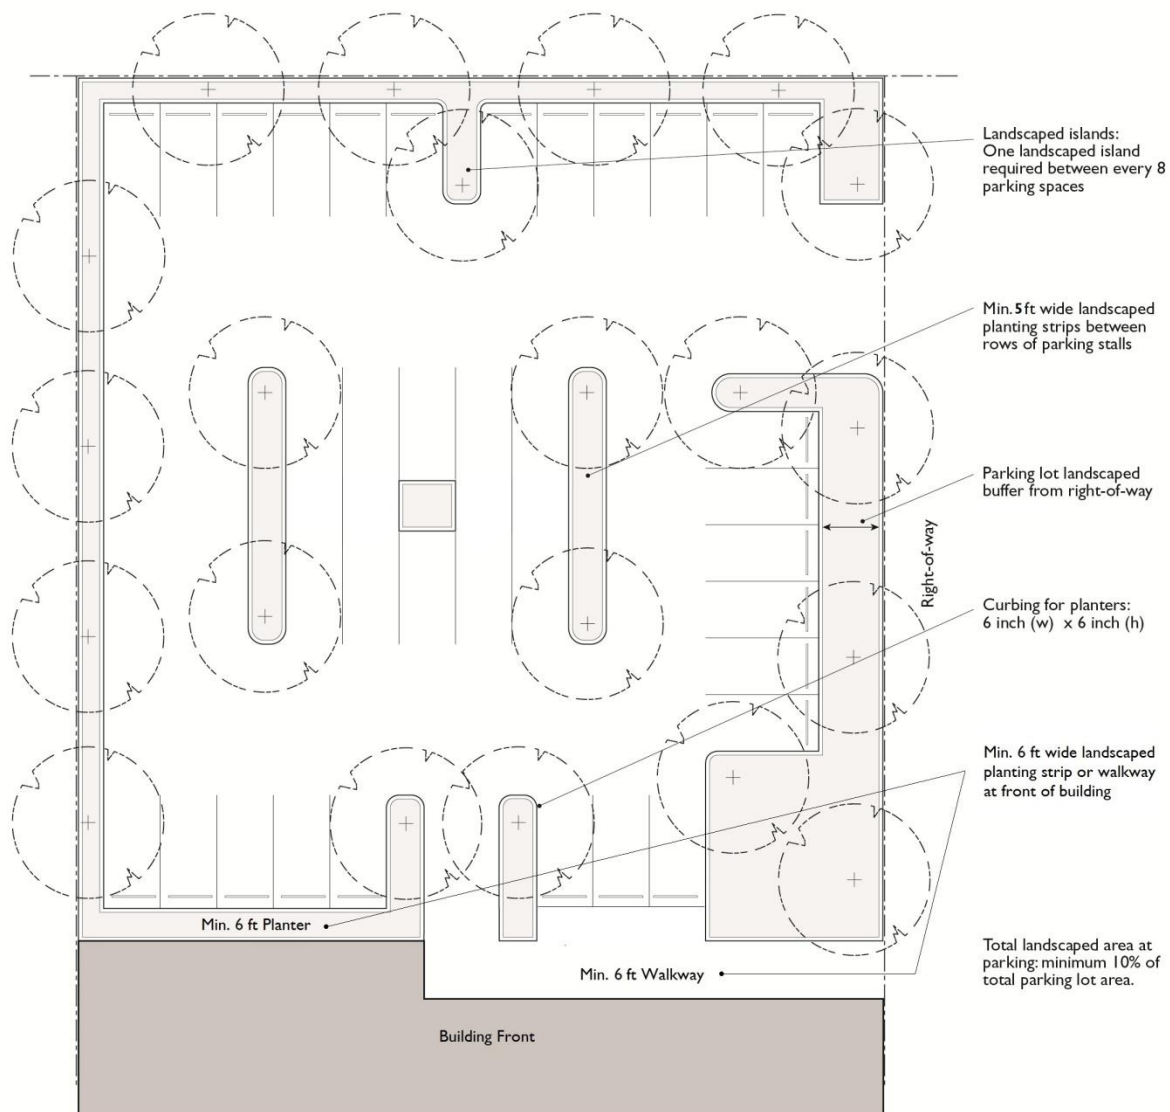 Landscaped islands:
One landscaped island
required between every 8
parking spaces
Min. 5 ft wide landscaped
planting strips between
rows of parking stalls
Parking lot landscaped
buffer from right-of-way
Right-of-way
Curbing for planters:
6 inch (w) x 6 inch (h)
Min. 6 ft wide landscaped
planting strip or walkway
at front of building
Min. 6 ft Planter
Total landscaped area at
parking: minimum 10% of
total parking lot area.
Min. 6 ft Walkway
Building Front